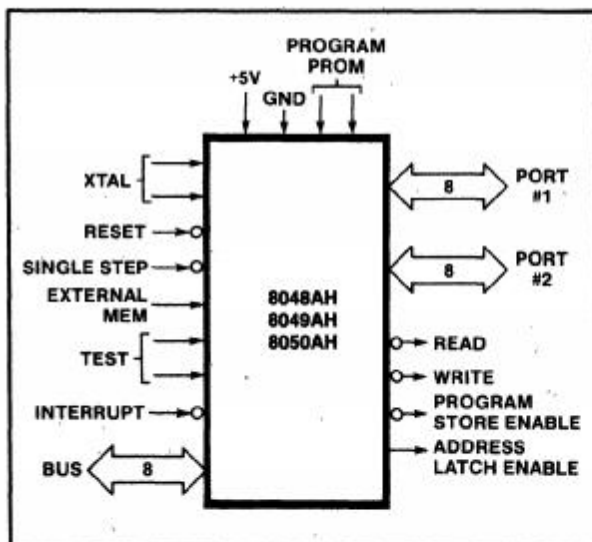 PROGRAM
PROM
+5V
GND
XTAL
RESET
SINGLE STEP
EXTERNAL
MEM
TEST
INTERRUPT
BUS
8
8048AH
8049AH
8050AH
8
PORT
#1
8
PORT
#2
READ
WRITE
PROGRAM
STORE ENABLE
ADDRESS
LATCH ENABLE